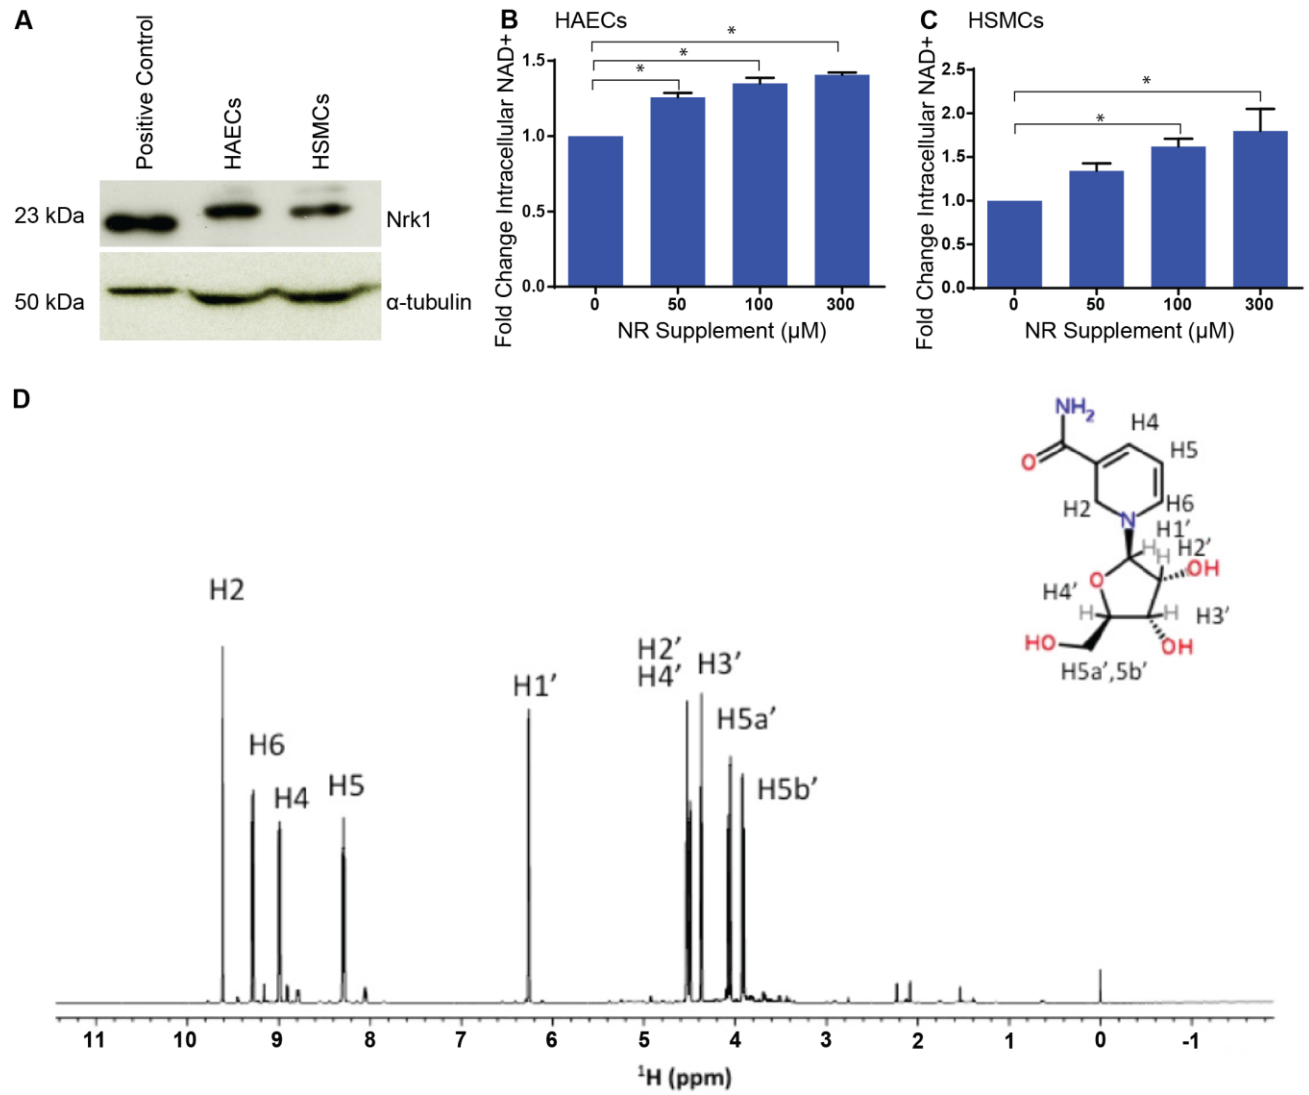 A
Positive Control
HAECs
HSMCs
23 kDa
Nrk1
50 kDa
α-tubulin
B
HAECs
Fold Change Intracellular NAD+
1.5
1.0
0.5
0.0
*
*
*
0
50
100
300
NR Supplement (µM)
C
HSMCs
Fold Change Intracellular NAD+
2.5
2.0
1.5
1.0
0.5
0.0
*
*
0
50
100
300
NR Supplement (µM)
D
NH2
H4
O
H5
H2
H6
N
H1′
H
H
H2′
OH
H4′
O
H
H
H3′
HO
OH
H5a′,5b′
H2
H6
H4
H5
H1′
H2′
H4′
H3′
H5a′
H5b′
11
10
9
8
7
6
5
4
3
2
1
0
-1
¹H (ppm)